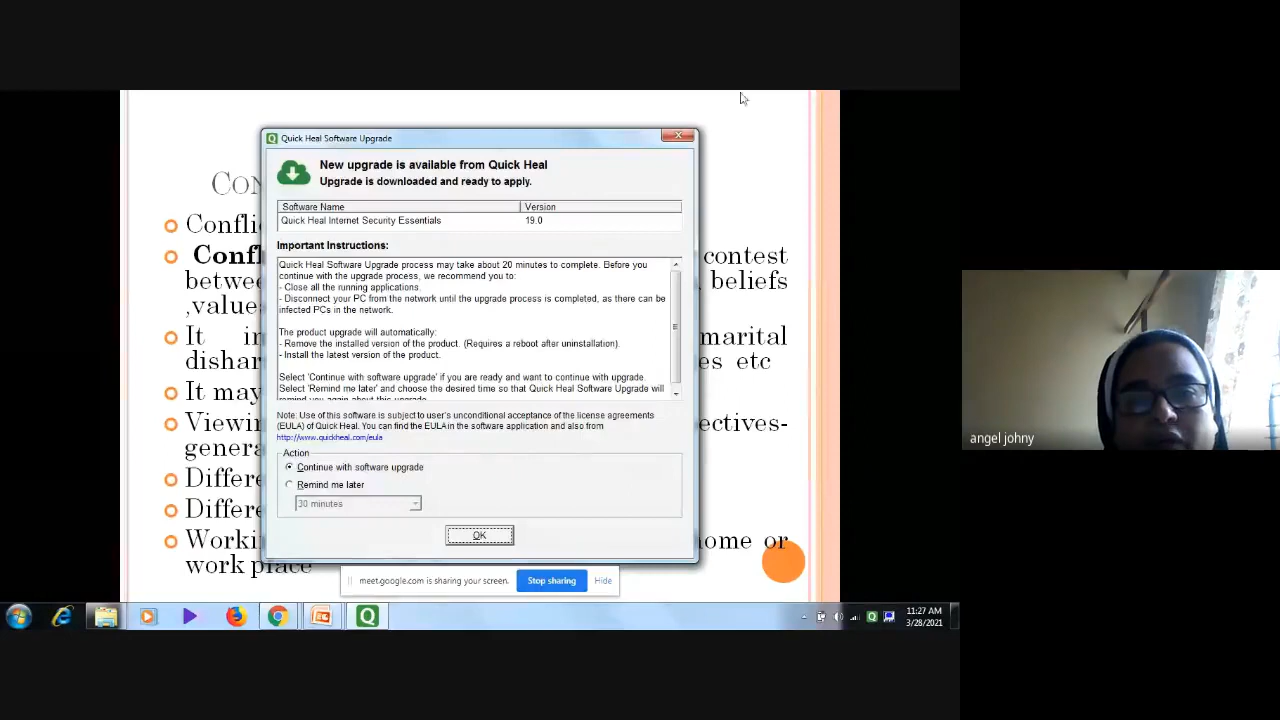 Quick Heal Software Upgrade
New upgrade is available from Quick Heal
Upgrade is downloaded and ready to apply.
Software Name Version
Quick Heal Internet Security Essentials 19.0
Important Instructions:
Quick Heal Software Upgrade process may take about 20 minutes to complete. Before you
continue with the upgrade process, we recommend you to:
- Close all the running applications.
- Disconnect your PC from the network until the upgrade process is completed, as there can be
infected PCs in the network.
The product upgrade will automatically:
- Remove the installed version of the product. (Requires a reboot after uninstallation).
- Install the latest version of the product.
Select 'Continue with software upgrade' if you are ready and want to continue with upgrade.
Select 'Remind me later' and choose the desired time so that Quick Heal Software Upgrade will
remind you again about this upgrade.
Note: Use of this software is subject to user's unconditional acceptance of the license agreements
(EULA) of Quick Heal. You can find the EULA in the software application and also from
http://www.quickheal.com/eula
Action
Continue with software upgrade
Remind me later
30 minutes
OK
Con
Conflic
Confl contest
betwee , beliefs
,value
It in marital
dishar es etc
It may
Viewin ectives-
genera
Differe
Differe
Workin home or
work place
meet.google.com is sharing your screen. Stop sharing Hide
11:27 AM
3/28/2021
angel johny